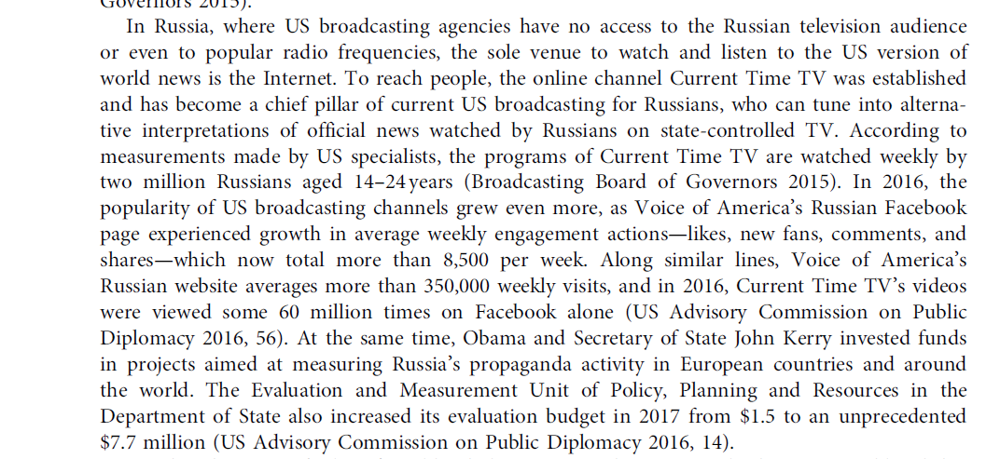 Governors 2015).
In Russia, where US broadcasting agencies have no access to the Russian television audience
or even to popular radio frequencies, the sole venue to watch and listen to the US version of
world news is the Internet. To reach people, the online channel Current Time TV was established
and has become a chief pillar of current US broadcasting for Russians, who can tune into alterna-
tive interpretations of official news watched by Russians on state-controlled TV. According to
measurements made by US specialists, the programs of Current Time TV are watched weekly by
two million Russians aged 14–24 years (Broadcasting Board of Governors 2015). In 2016, the
popularity of US broadcasting channels grew even more, as Voice of America's Russian Facebook
page experienced growth in average weekly engagement actions—likes, new fans, comments, and
shares—which now total more than 8,500 per week. Along similar lines, Voice of America's
Russian website averages more than 350,000 weekly visits, and in 2016, Current Time TV's videos
were viewed some 60 million times on Facebook alone (US Advisory Commission on Public
Diplomacy 2016, 56). At the same time, Obama and Secretary of State John Kerry invested funds
in projects aimed at measuring Russia's propaganda activity in European countries and around
the world. The Evaluation and Measurement Unit of Policy, Planning and Resources in the
Department of State also increased its evaluation budget in 2017 from $1.5 to an unprecedented
$7.7 million (US Advisory Commission on Public Diplomacy 2016, 14).